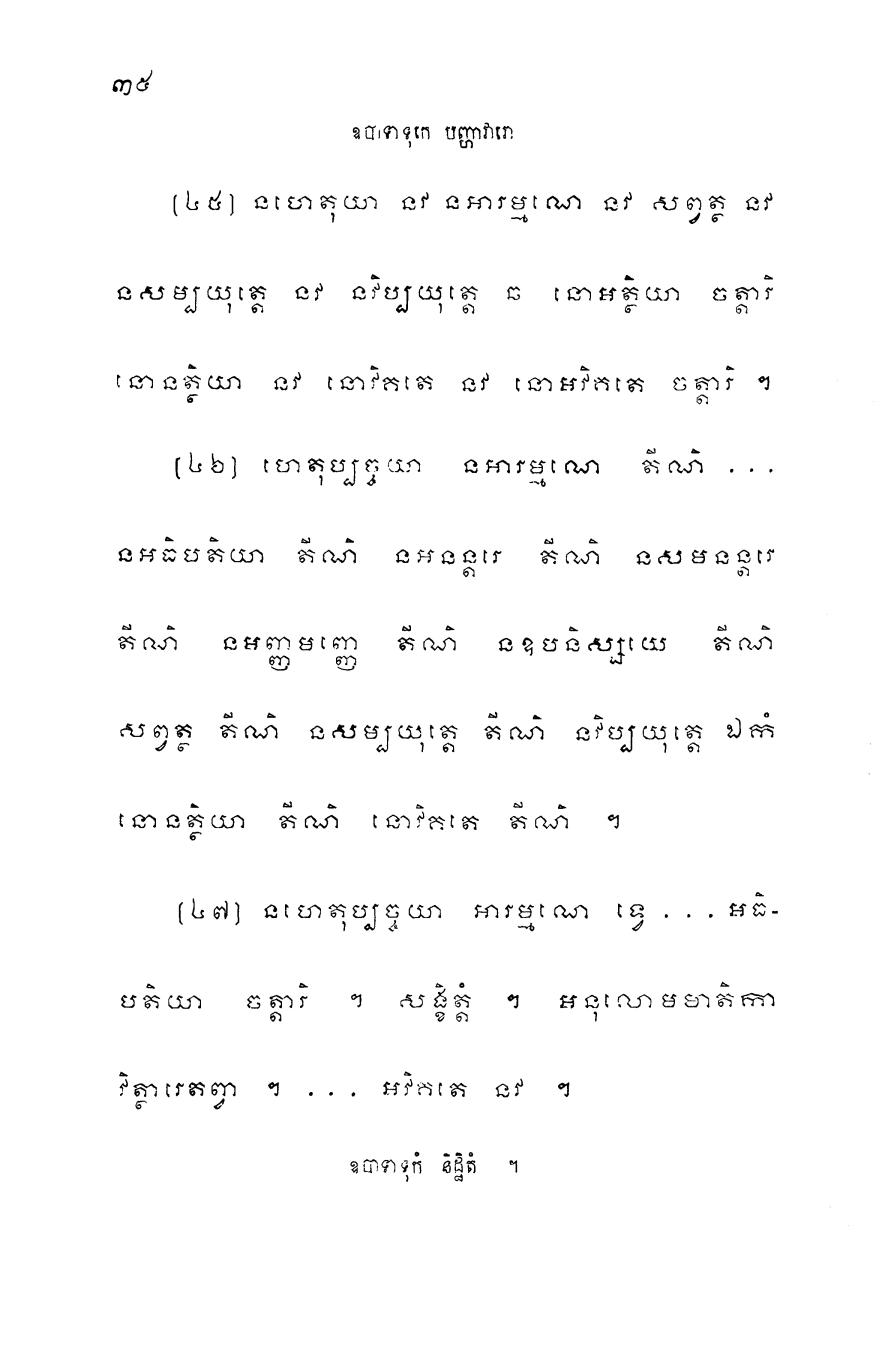 ៣៥
ឧបាទាទុកេ បញ្ហាវារោ
(៤៥) នហេតុយា នវ នអារម្មណេ នវ សព្វត្ថ នវ
នសម្បយុត្តេ នវ នវិប្បយុត្តេ ឆ នោអត្ថិយា ចត្តារិ
នោនត្ថិយា នវ នោវិគតេ នវ នោអវិគតេ ចត្តារិ ។
(៤៦) ហេតុប្បច្ចយា នអារម្មណេ តីណិ ...
នអធិបតិយា តីណិ នអនន្តរេ តីណិ នសមនន្តរេ
តីណិ នអញ្ញមញ្ញេ តីណិ នឧបនិស្សយេ តីណិ
សព្វត្ថ តីណិ នសម្បយុត្តេ តីណិ នវិប្បយុត្តេ ឯកំ
នោនត្ថិយា តីណិ នោវិគតេ តីណិ ។
(៤៧) នហេតុប្បច្ចយា អារម្មណេ ទ្វេ ... អធិ-
បតិយា ចត្តារិ ។ សង្ខិត្តំ ។ អនុលោមមាតិកា
វិត្ថារេតព្វា ។ ... អវិគតេ នវ ។
ឧបាទាទុកំ និដ្ឋិតំ ។